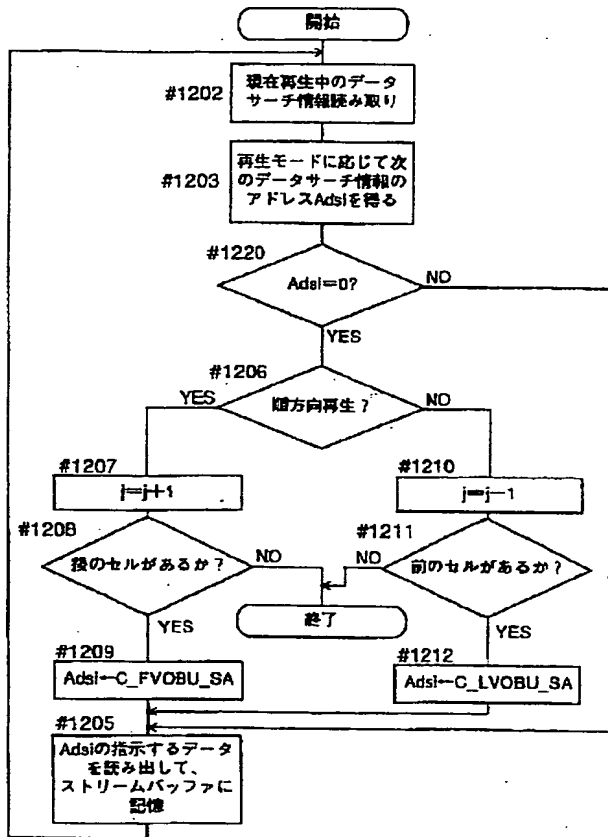 開始
#1202
現在再生中のデータ
サーチ情報読み取り
#1203
再生モードに応じて次
のデータサーチ情報の
アドレスAdsiを得る
#1220
Adsi=0?
NO
YES
#1206
順方向再生？
YES
NO
#1207
j=j+1
#1210
j=j-1
#1208
後のセルがあるか？
NO
YES
#1211
前のセルがあるか？
NO
YES
終了
#1209
Adsi←C_FVOBU_SA
#1212
Adsi←C_LVOBU_SA
#1205
Adsiの指示するデータ
を読み出して、
ストリームバッファに
記憶